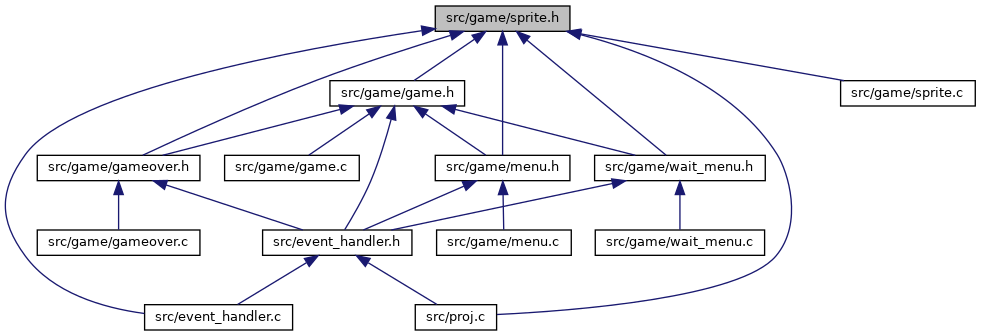 src/game/sprite.h
src/game/game.h
src/game/sprite.c
src/game/gameover.h
src/game/game.c
src/game/menu.h
src/game/wait_menu.h
src/game/gameover.c
src/event_handler.h
src/game/menu.c
src/game/wait_menu.c
src/event_handler.c
src/proj.c